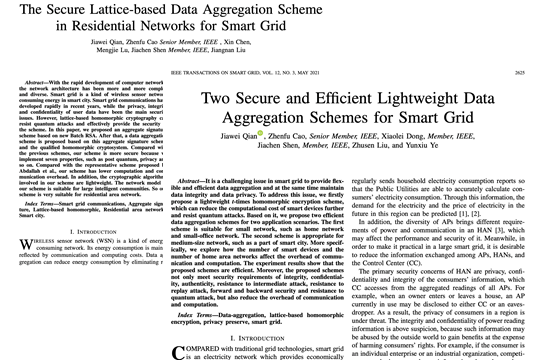 The Secure Lattice-based Data Aggregation Scheme
in Residential Networks for Smart Grid
Jiawei Qian, Zhenfu Cao Senior Member, IEEE , Xin Chen,
Mengjie Lu, Jiachen Shen Member, IEEE, Jiangnan Liu
Abstract—With the rapid development of computer network
the network architecture has been more and more compl
and diverse. Smart grid is a kind of wireless sensor networ
consuming energy in smart city. Smart grid communications ha
developed rapidly in recent years, while the privacy, integri
and confidentiality of user data have been the main securi
issues. However, lattice-based homomorphic cryptography c
resist quantum attacks and effectively provide the security
the scheme. In this paper, we proposed an aggregate signatu
scheme based on new Batch RSA. After that, a data aggregati
scheme is proposed based on this aggregate signature schen
and the qualified homomorphic cryptosystem. Compared wi
the previous schemes, our scheme is more secure because v
implement seven properties, such as post quantum, privacy a
so on. Compared with the representative scheme proposed
Abdallah et al., our scheme has lower computation and con
munication overhead. In addition, the cryptographic algorith
involved in our scheme are lightweight. The network model
our scheme is suitable for large intelligent communities. So o
scheme is very suitable for residential area network.
Index Terms—Smart grid communications, Aggregate sign
ture, Lattice-based homomorphic, Residential area networ
Smart city.
I. INTRODUCTION
WIRELESS sensor network (WSN) is a kind of energ
consuming network. Its energy consumption is main
reflected by communication and computing costs. Data a
gregation can reduce energy consumption by eliminating r
IEEE TRANSACTIONS ON SMART GRID, VOL. 12, NO. 3, MAY 2021
2625
Two Secure and Efficient Lightweight Data
Aggregation Schemes for Smart Grid
Jiawei Qian, Zhenfu Cao, Senior Member, IEEE, Xiaolei Dong, Member, IEEE,
Jiachen Shen, Member, IEEE, Zhusen Liu, and Yunxiu Ye
Abstract—It is a challenging issue in smart grid to provide flex-
ible and efficient data aggregation and at the same time maintain
data integrity and data privacy. To address this issue, we firstly
propose a lightweight t-times homomorphic encryption scheme,
which can reduce the computational cost of smart devices further
and resist quantum attacks. Based on it, we propose two efficient
data aggregation schemes for two application scenarios. The first
scheme is suitable for small network, such as home network
and small-office network. The second scheme is appropriate for
medium-size network, such as a part of smart city. More specif-
ically, we explore how the number of smart devices and the
number of home area networks affect the overhead of commu-
nication and computation. The experiment results show that the
proposed schemes are efficient. Moreover, the proposed schemes
not only meet security requirements of integrity, confidential-
ity, authenticity, resistance to intermediate attack, resistance to
replay attack, forward and backward security and resistance to
quantum attack, but also reduce the overhead of communication
and computation.
Index Terms—Data-aggregation, lattice-based homomorphic
encryption, privacy preserve, smart grid.
I. INTRODUCTION
COMPARED with traditional grid technologies, smart grid
is an electricity network which provides economically
regularly sends household electricity consumption reports so
that the Public Utilities are able to accurately calculate con-
sumers' electricity consumption. Through this information, the
demand for the electricity and the price of electricity in the
future in this region can be predicted [1], [2].
In addition, the diversity of APs brings different require-
ments of power and communication in an HAN [3], which
may affect the performance and security of it. Meanwhile, in
order to make it practical in a large smart grid, it is desirable
to reduce the information exchanged among APs, HANs, and
the Control Center (CC).
The primary security concerns of HAN are privacy, confi-
dentiality and integrity of the consumer information, which
CC accesses from the aggregated readings of all APs. For
example, when an owner enters or leaves a house, an AP
currently in use may be disclosed to either CC or an eaves-
dropper. As a result, the privacy of consumers in a region is
under threat. The integrity and confidentiality of power reading
information is above suspicion, because such information may
be abused by the outside world to gain benefits at the expense
of harming consumers' rights. For example, if the consumer is
an individual enterprise or an industrial organization, competi-